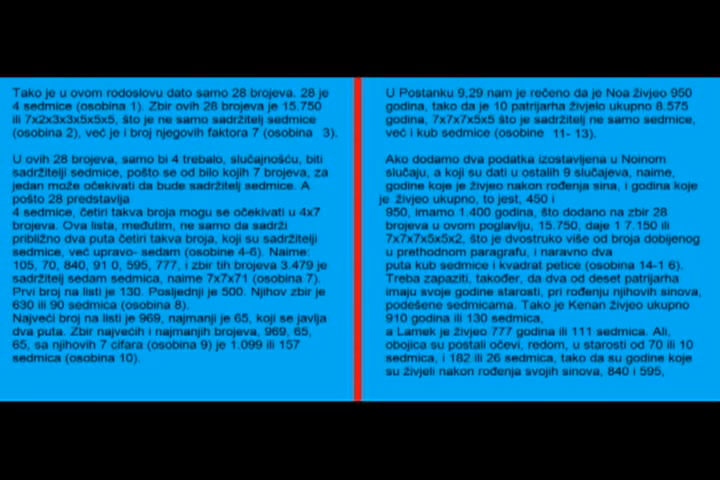 Tako je u ovom rodoslovu dato samo 28 brojeva. 28 je
4 sedmice (osobina 1). Zbir ovih 28 brojeva je 15.750
ili 7x2x3x3x5x5x5, što je ne samo sadržitelj sedmice
(osobina 2), već je i broj njegovih faktora 7 (osobina 3).

U ovih 28 brojeva, samo bi 4 trebalo, slučajnošću, biti
sadržitelji sedmice, pošto se od bilo kojih 7 brojeva, za
jedan može očekivati da bude sadržitelj sedmice. A
pošto 28 predstavlja
4 sedmice, četiri takva broja mogu se očekivati u 4x7
brojeva. Ova lista, međutim, ne samo da sadrži
približno dva puta četiri takva broja, koji su sadržitelji
sedmice, već upravo- sedam (osobine 4-6). Naime:
105, 70, 840, 91 0, 595, 777, i zbir tih brojeva 3.479 je
sadržitelj sedam sedmica, naime 7x7x71 (osobina 7).
Prvi broj na listi je 130. Posljednji je 500. Njihov zbir je
630 ili 90 sedmica (osobina 8).
Najveći broj na listi je 969, najmanji je 65, koji se javlja
dva puta. Zbir najvećih i najmanjih brojeva, 969, 65,
65, sa njihovih 7 cifara (osobina 9) je 1.099 ili 157
sedmica (osobina 10).

U Postanku 9,29 nam je rečeno da je Noa živjeo 950
godina, tako da je 10 patrijarha živjelo ukupno 8.575
godina, 7x7x7x5x5 što je sadržitelj ne samo sedmice,
već i kub sedmice (osobine 11- 13).

Ako dodamo dva podatka izostavljena u Noinom
slučaju, a koji su dati u ostalih 9 slučajeva, naime,
godine koje je živjeo nakon rođenja sina, i godina koje
je živjeo ukupno, to jest, 450 i
950, imamo 1.400 godina, što dodano na zbir 28
brojeva u ovom poglavlju, 15.750, daje 1 7.150 ili
7x7x7x5x5x2, što je dvostruko više od broja dobijenog
u prethodnom paragrafu, i naravno dva
puta kub sedmice i kvadrat petice (osobina 14-1 6).
Treba zapaziti, također, da dva od deset patrijarha
imaju svoje godine starosti, pri rođenju njihovih sinova,
podešene sedmicama. Tako je Kenan živjeo ukupno
910 godina ili 130 sedmica,
a Lamek je živjeo 777 godina ili 111 sedmica. Ali,
obojica su postali očevi, redom, u starosti od 70 ili 10
sedmica, i 182 ili 26 sedmica, tako da su godine koje
su živjeli nakon rođenja svojih sinova, 840 i 595,